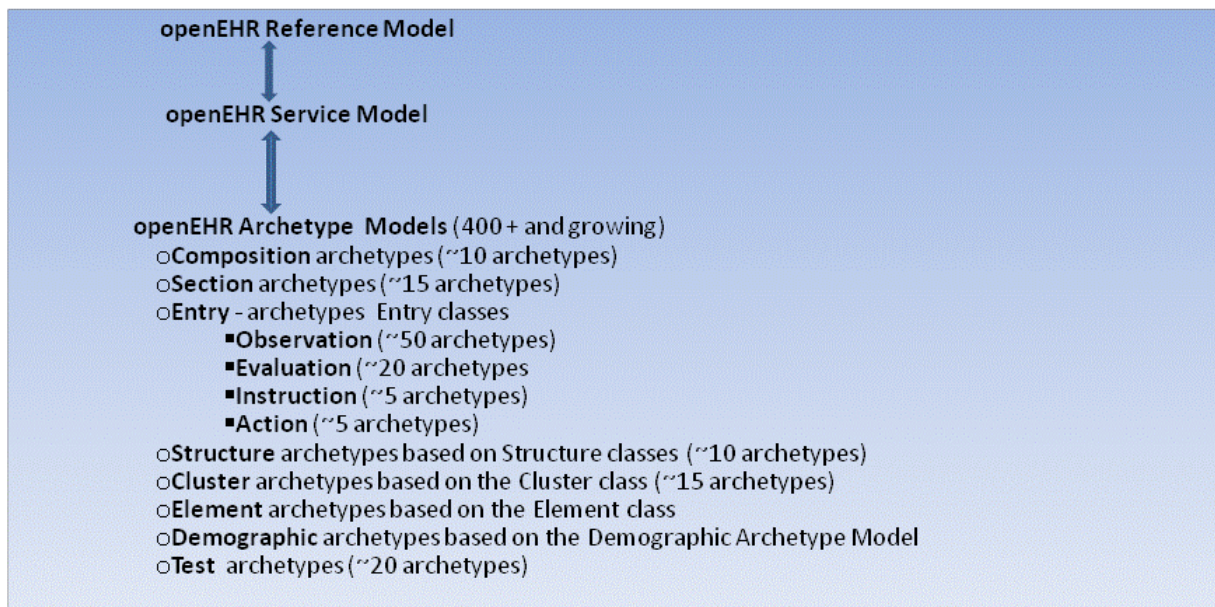 openEHR Reference Model
openEHR Service Model
openEHR Archetype Models (400+ and growing)
oComposition archetypes (~10 archetypes)
oSection archetypes (~15 archetypes)
oEntry - archetypes Entry classes
▪Observation (~50 archetypes)
▪Evaluation (~20 archetypes
▪Instruction (~5 archetypes)
▪Action (~5 archetypes)
oStructure archetypes based on Structure classes (~10 archetypes)
oCluster archetypes based on the Cluster class (~15 archetypes)
oElement archetypes based on the Element class
oDemographic archetypes based on the Demographic Archetype Model
oTest archetypes (~20 archetypes)